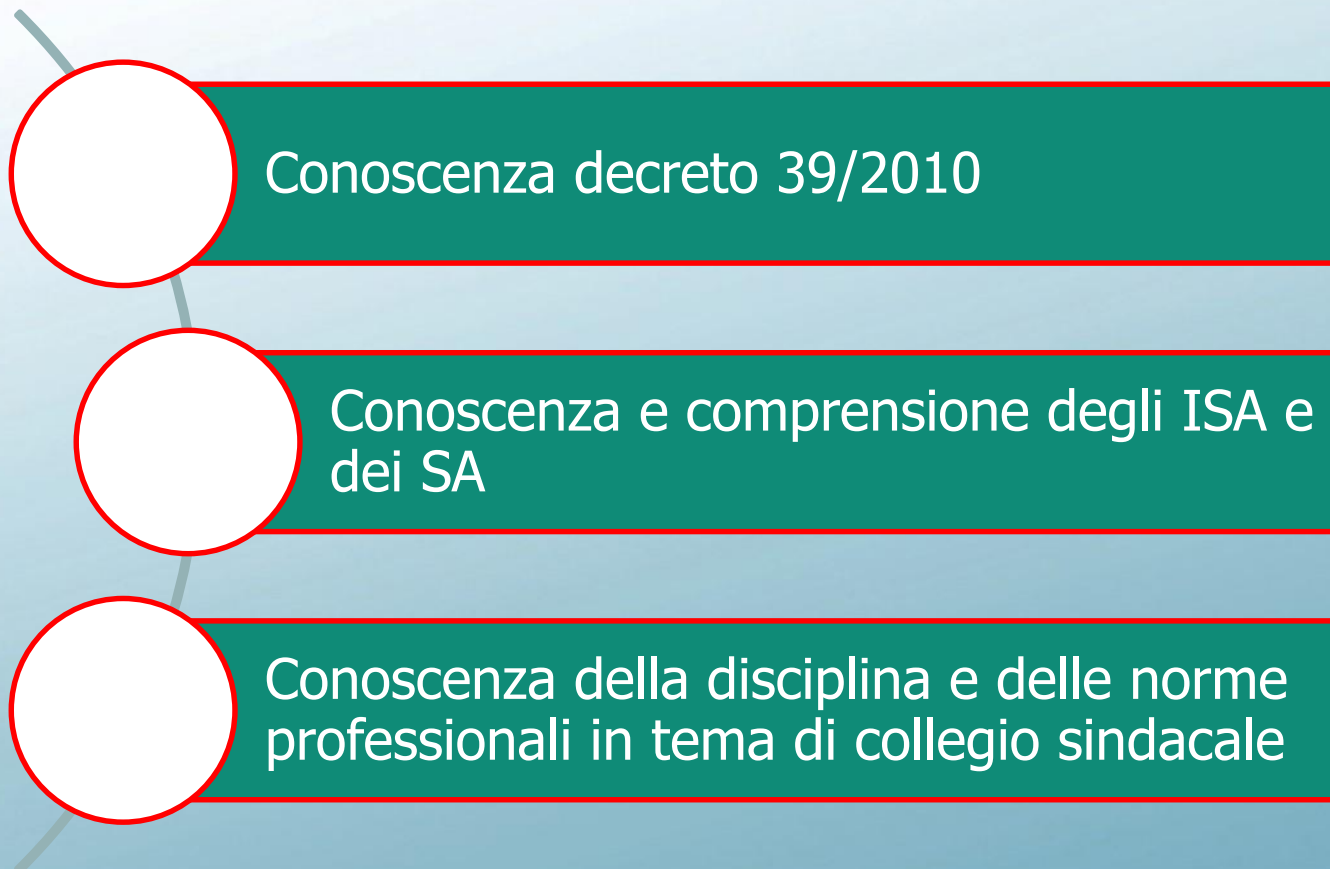 Conoscenza decreto 39/2010
Conoscenza e comprensione degli ISA e
dei SA
Conoscenza della disciplina e delle norme
professionali in tema di collegio sindacale